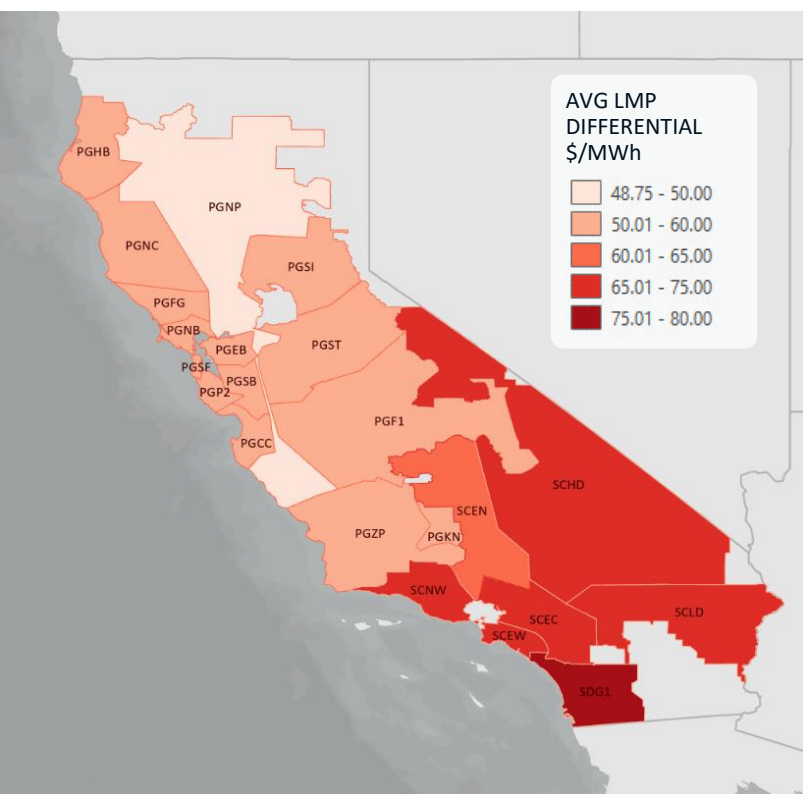 AVG LMP
DIFFERENTIAL
$/MWh
48.75 - 50.00
50.01 - 60.00
60.01 - 65.00
65.01 - 75.00
75.01 - 80.00
PGHB
PGNP
PGNC
PGSI
PGFG
PGNB
PGEB
PGST
PGSF
PGSB
PGP2
PGF1
PGCC
SCHD
SCEN
PGZP
PGKN
SCNW
SCLD
SCEC
SCEW
SDG1